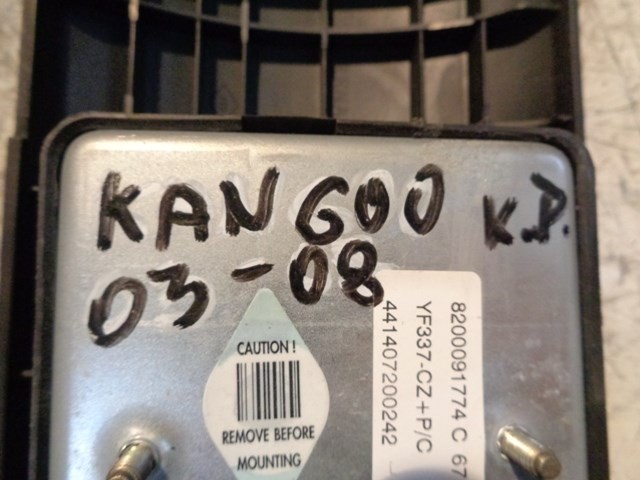 KANGOO K.D.
03-08
CAUTION !
REMOVE BEFORE
MOUNTING
8200091774 C 67
YF337-CZ+P/C
441407200242